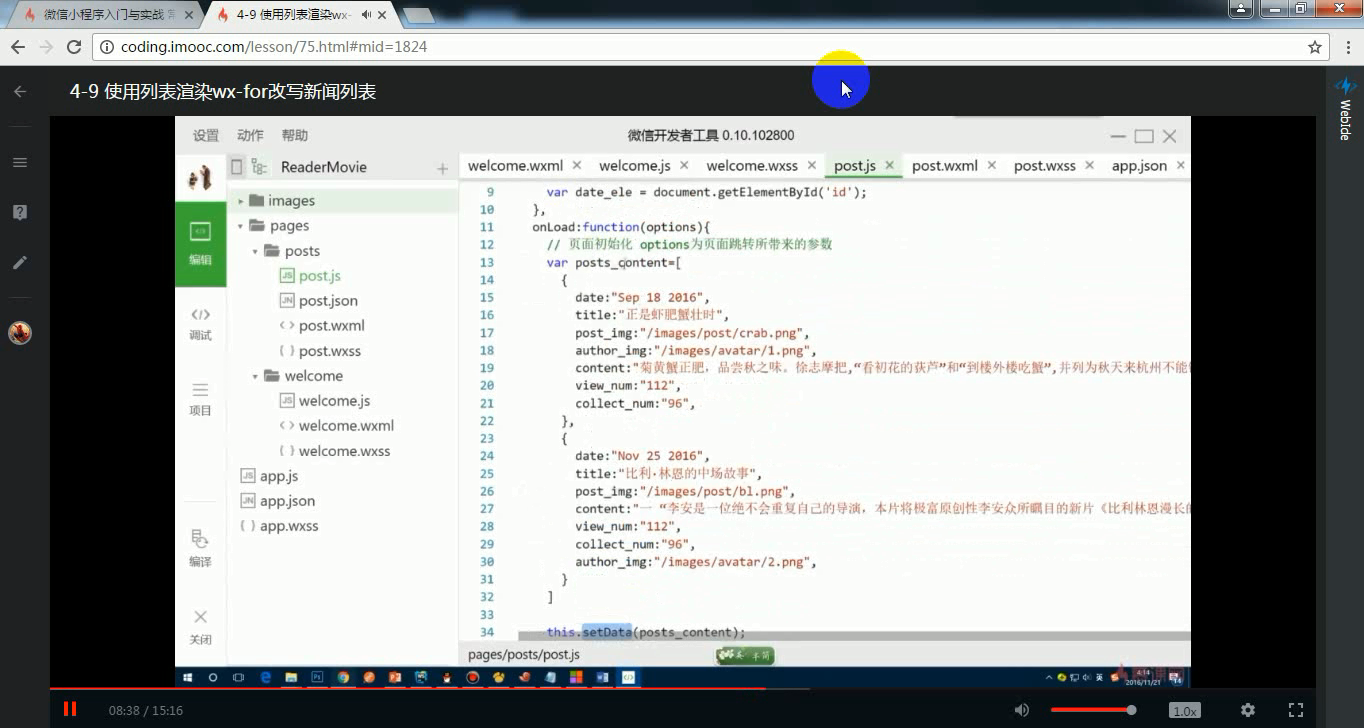 微信小程序入门与实战
4-9 使用列表渲染wx-
coding.imooc.com/lesson/75.html#mid=1824
4-9 使用列表渲染wx-for改写新闻列表
WebIde
设置 动作 帮助 微信开发者工具 0.10.102800
ReaderMovie +
welcome.wxml × welcome.js × welcome.wxss × post.js × post.wxml × post.wxss × app.json ×
images
pages
posts
post.js
post.json
post.wxml
post.wxss
welcome
welcome.js
welcome.wxml
welcome.wxss
app.js
app.json
app.wxss
编辑
调试
项目
编译
关闭
9 var date_ele = document.getElementById('id');
10 },
11 onLoad:function(options){
12 // 页面初始化 options为页面跳转所带来的参数
13 var posts_content=[
14 {
15 date:"Sep 18 2016",
16 title:"正是虾肥蟹壮时",
17 post_img:"/images/post/crab.png",
18 author_img:"/images/avatar/1.png",
19 content:"菊黄蟹正肥，品尝秋之味。徐志摩把,“看初花的荻芦”和“到楼外楼吃蟹”,并列为秋天来杭州不能
20 view_num:"112",
21 collect_num:"96",
22 },
23 {
24 date:"Nov 25 2016",
25 title:"比利·林恩的中场故事",
26 post_img:"/images/post/bl.png",
27 content:"一 “李安是一位绝不会重复自己的导演，本片将极富原创性李安众所瞩目的新片《比利林恩漫长的
28 view_num:"112",
29 collect_num:"96",
30 author_img:"/images/avatar/2.png",
31 }
32 ]
33
34 this.setData(posts_content);
pages/posts/post.js
英
4:14
2016/11/21
08:38 / 15:16
1.0x